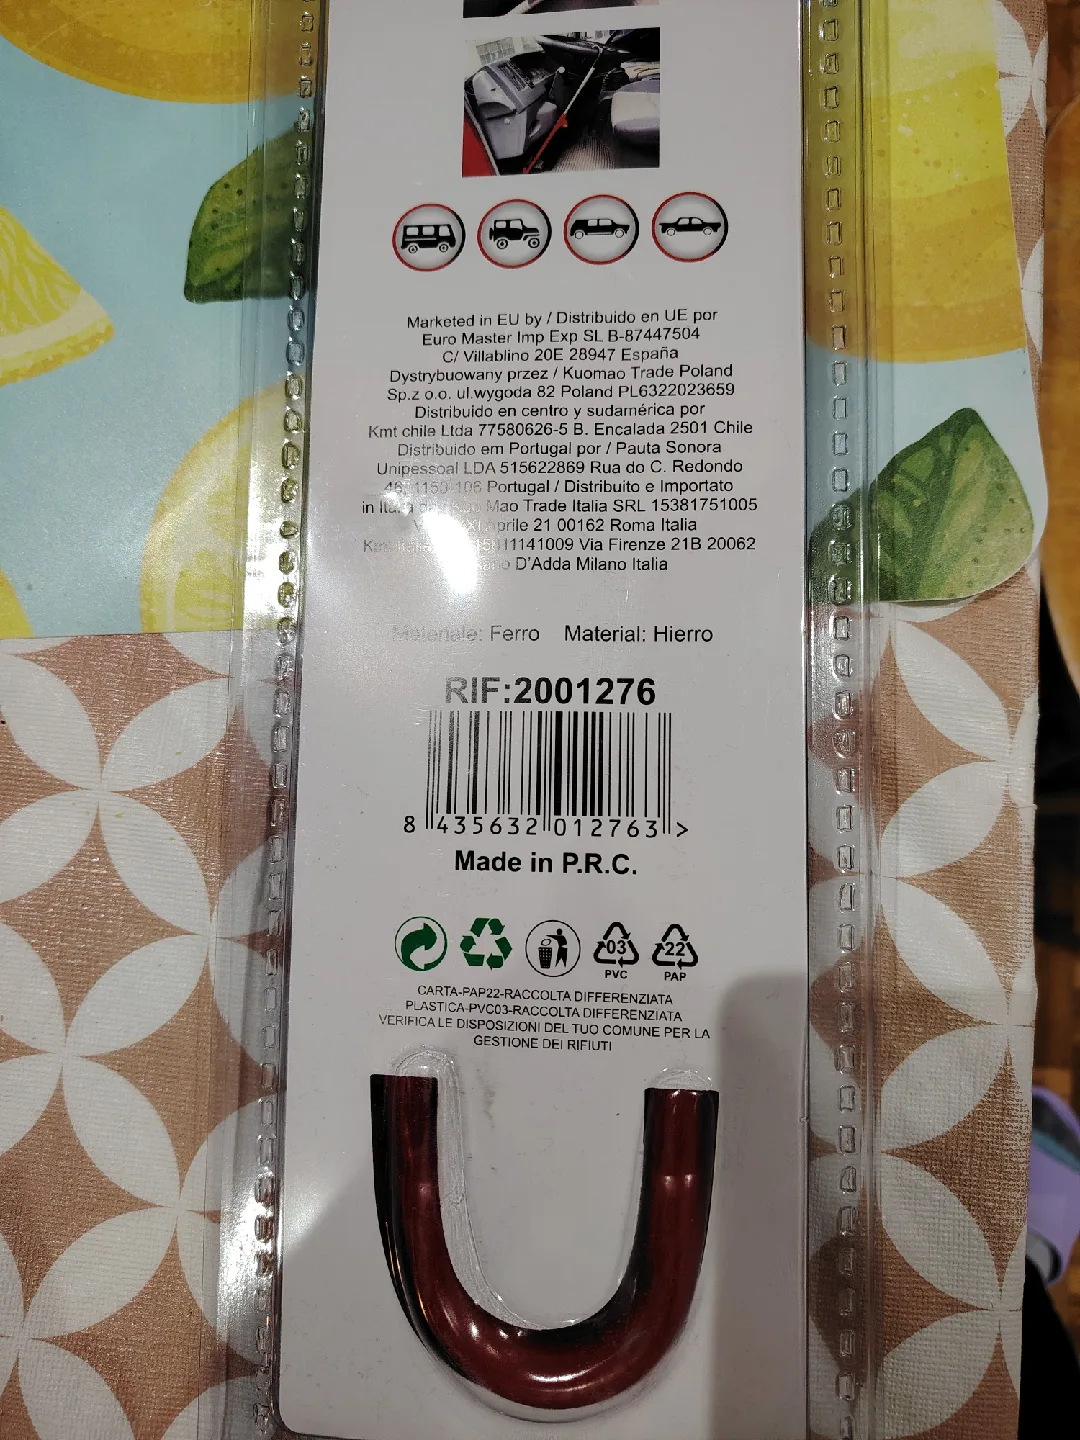 Marketed in EU by / Distribuido en UE por
Euro Master Imp Exp SL B-87447504
C/ Villablino 20E 28947 España
Dystrybuowany przez / Kuomao Trade Poland
Sp.z o.o. ul.wygoda 82 Poland PL6322023659
Distribuido en centro y sudamérica por
Kmt chile Ltda 77580626-5 B. Encalada 2501 Chile
Distribuido em Portugal por / Pauta Sonora
Unipessoal LDA 515622869 Rua do C. Redondo
Portugal / Distribuito e Importato
in Mao Trade Italia SRL 15381751005
21 00162 Roma Italia
Via Firenze 21B 20062
D'Adda Milano Italia
Materiale: Ferro Material: Hierro
RIF:2001276
8 435632 012763 >
Made in P.R.C.
03 22
PVC PAP
CARTA-PAP22-RACCOLTA DIFFERENZIATA
PLASTICA-PVC03-RACCOLTA DIFFERENZIATA
VERIFICA LE DISPOSIZIONI DEL TUO COMUNE PER LA
GESTIONE DEI RIFIUTI